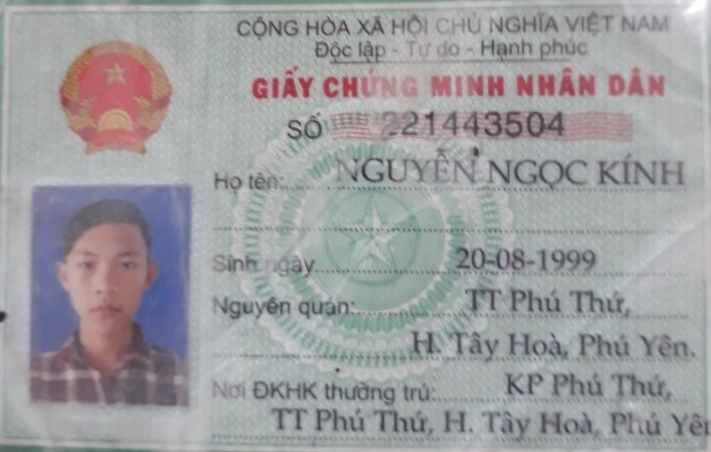 CỘNG HÒA XÃ HỘI CHỦ NGHĨA VIỆT NAM
Độc lập - Tự do - Hạnh phúc
GIẤY CHỨNG MINH NHÂN DÂN
SỐ 221443504
Họ tên: NGUYỄN NGỌC KÍNH
Sinh ngày 20-08-1999
Nguyên quán: TT Phú Thứ,
H. Tây Hoà, Phú Yên.
Nơi ĐKHK thường trú: KP Phú Thứ,
TT Phú Thứ, H. Tây Hoà, Phú Yên